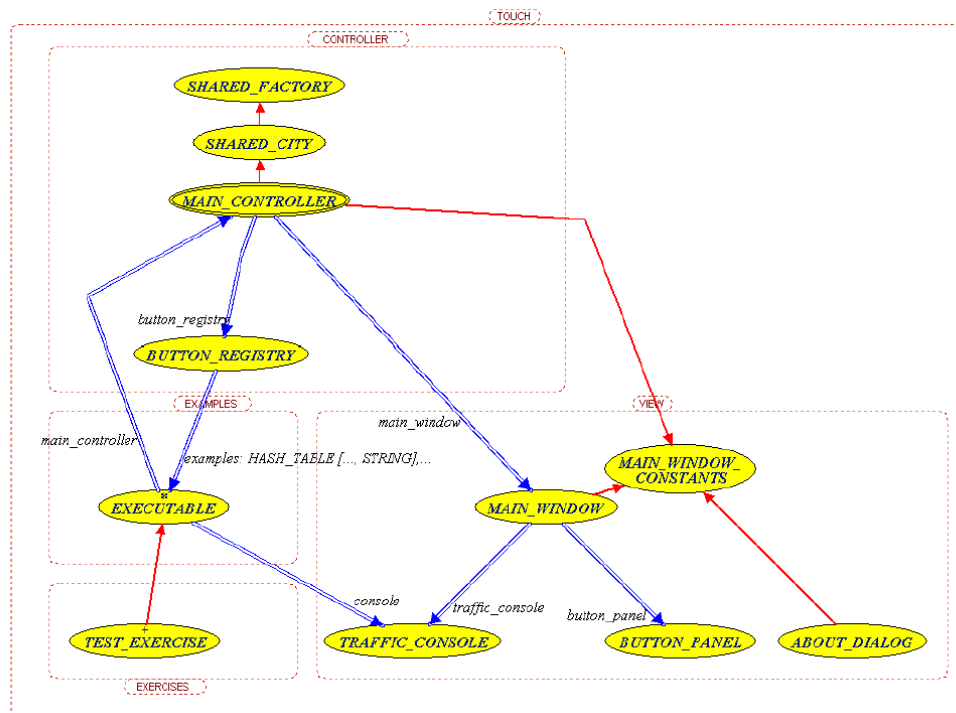 TOUCH
CONTROLLER
SHARED_FACTORY
SHARED_CITY
MAIN_CONTROLLER
button_registry
BUTTON_REGISTRY
EXAMPLES
VIEW
main_window
main_controller
examples: HASH_TABLE [..., STRING],...
MAIN_WINDOW_
CONSTANTS
*
EXECUTABLE
MAIN_WINDOW
console
traffic_console
button_panel
+
TEST_EXERCISE
TRAFFIC_CONSOLE
BUTTON_PANEL
ABOUT_DIALOG
EXERCISES